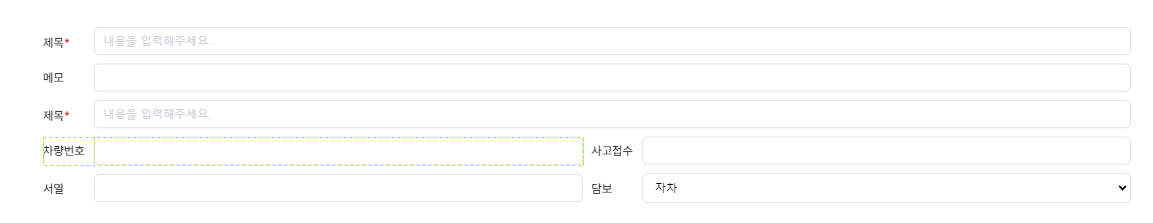 제목*
내용을 입력해주세요.
메모
제목*
내용을 입력해주세요.
차량번호 사고접수
서열 담보 자차